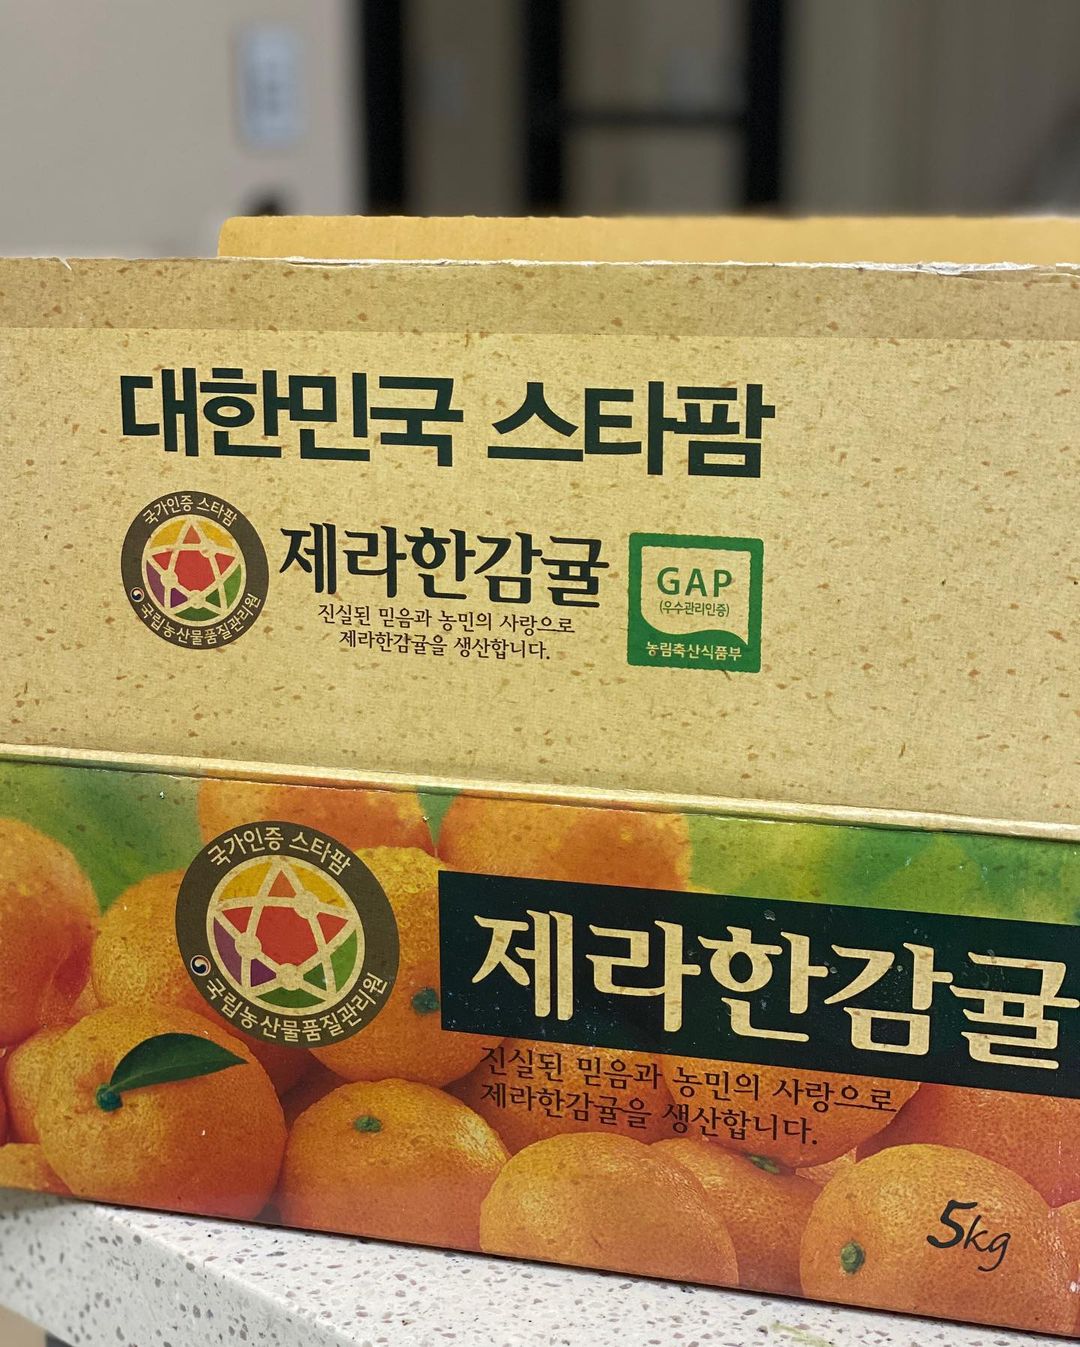 대한민국 스타팜
국가인증 스타팜
국립농산물품질관리원
제라한감귤
진실된 믿음과 농민의 사랑으로
제라한감귤을 생산합니다.
GAP
(우수관리인증)
농림축산식품부
국가인증 스타팜
국립농산물품질관리원
제라한감귤
진실된 믿음과 농민의 사랑으로
제라한감귤을 생산합니다.
5kg